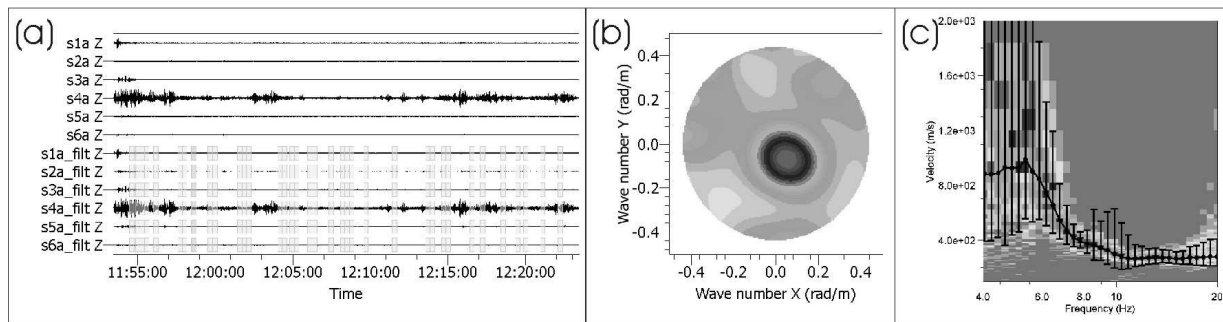 (a)
s1a Z
s2a Z
s3a Z
s4a Z
s5a Z
s6a Z
s1a_filt Z
s2a_filt Z
s3a_filt Z
s4a_filt Z
s5a_filt Z
s6a_filt Z
11:55:00 12:00:00 12:05:00 12:10:00 12:15:00 12:20:00
Time
(b)
Wave number Y (rad/m)
0.4
0.2
0.0
-0.2
-0.4
-0.4 -0.2 0.0 0.2 0.4
Wave number X (rad/m)
(c)
Velocity (m/s)
2.0e+03
1.6e+03
1.2e+03
8.0e+02
4.0e+02
4.0 6.0 8.0 10 20
Frequency (Hz)